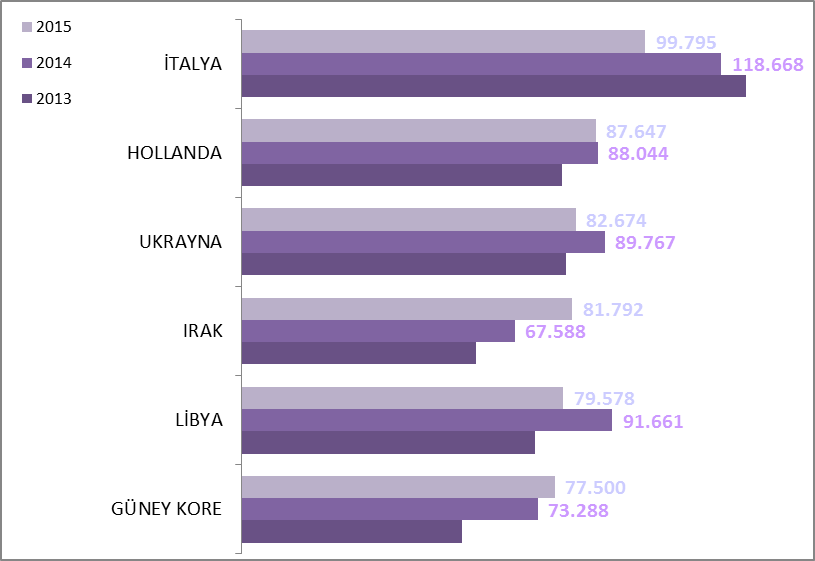 2015
2014
2013
İTALYA
99.795
118.668
HOLLANDA
87.647
88.044
UKRAYNA
82.674
89.767
IRAK
81.792
67.588
LİBYA
79.578
91.661
GÜNEY KORE
77.500
73.288